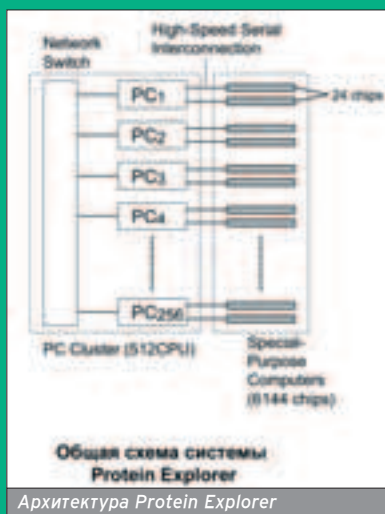 High-Speed Serial
Interconnection
Network
Switch
PC1
24 chips
PC2
PC3
PC4
PC256
PC Cluster (512CPU)
Special-
Purpose
Computers
(6144 chips)
Общая схема системы
Protein Explorer
Архитектура Protein Explorer